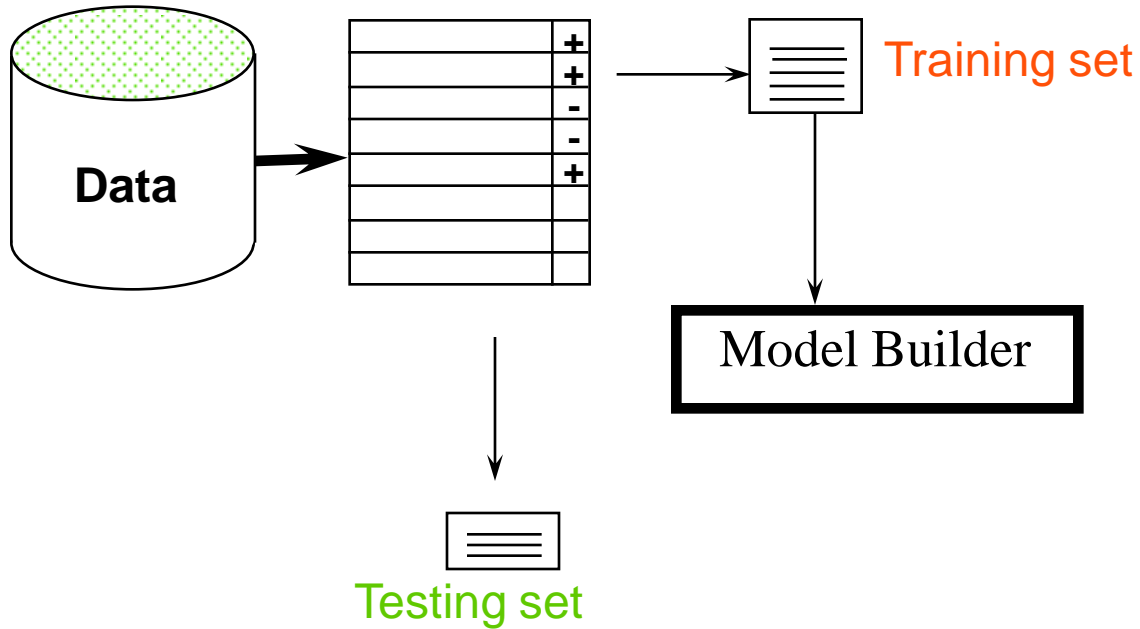 Data
+
+
-
-
+
Training set
Model Builder
Testing set